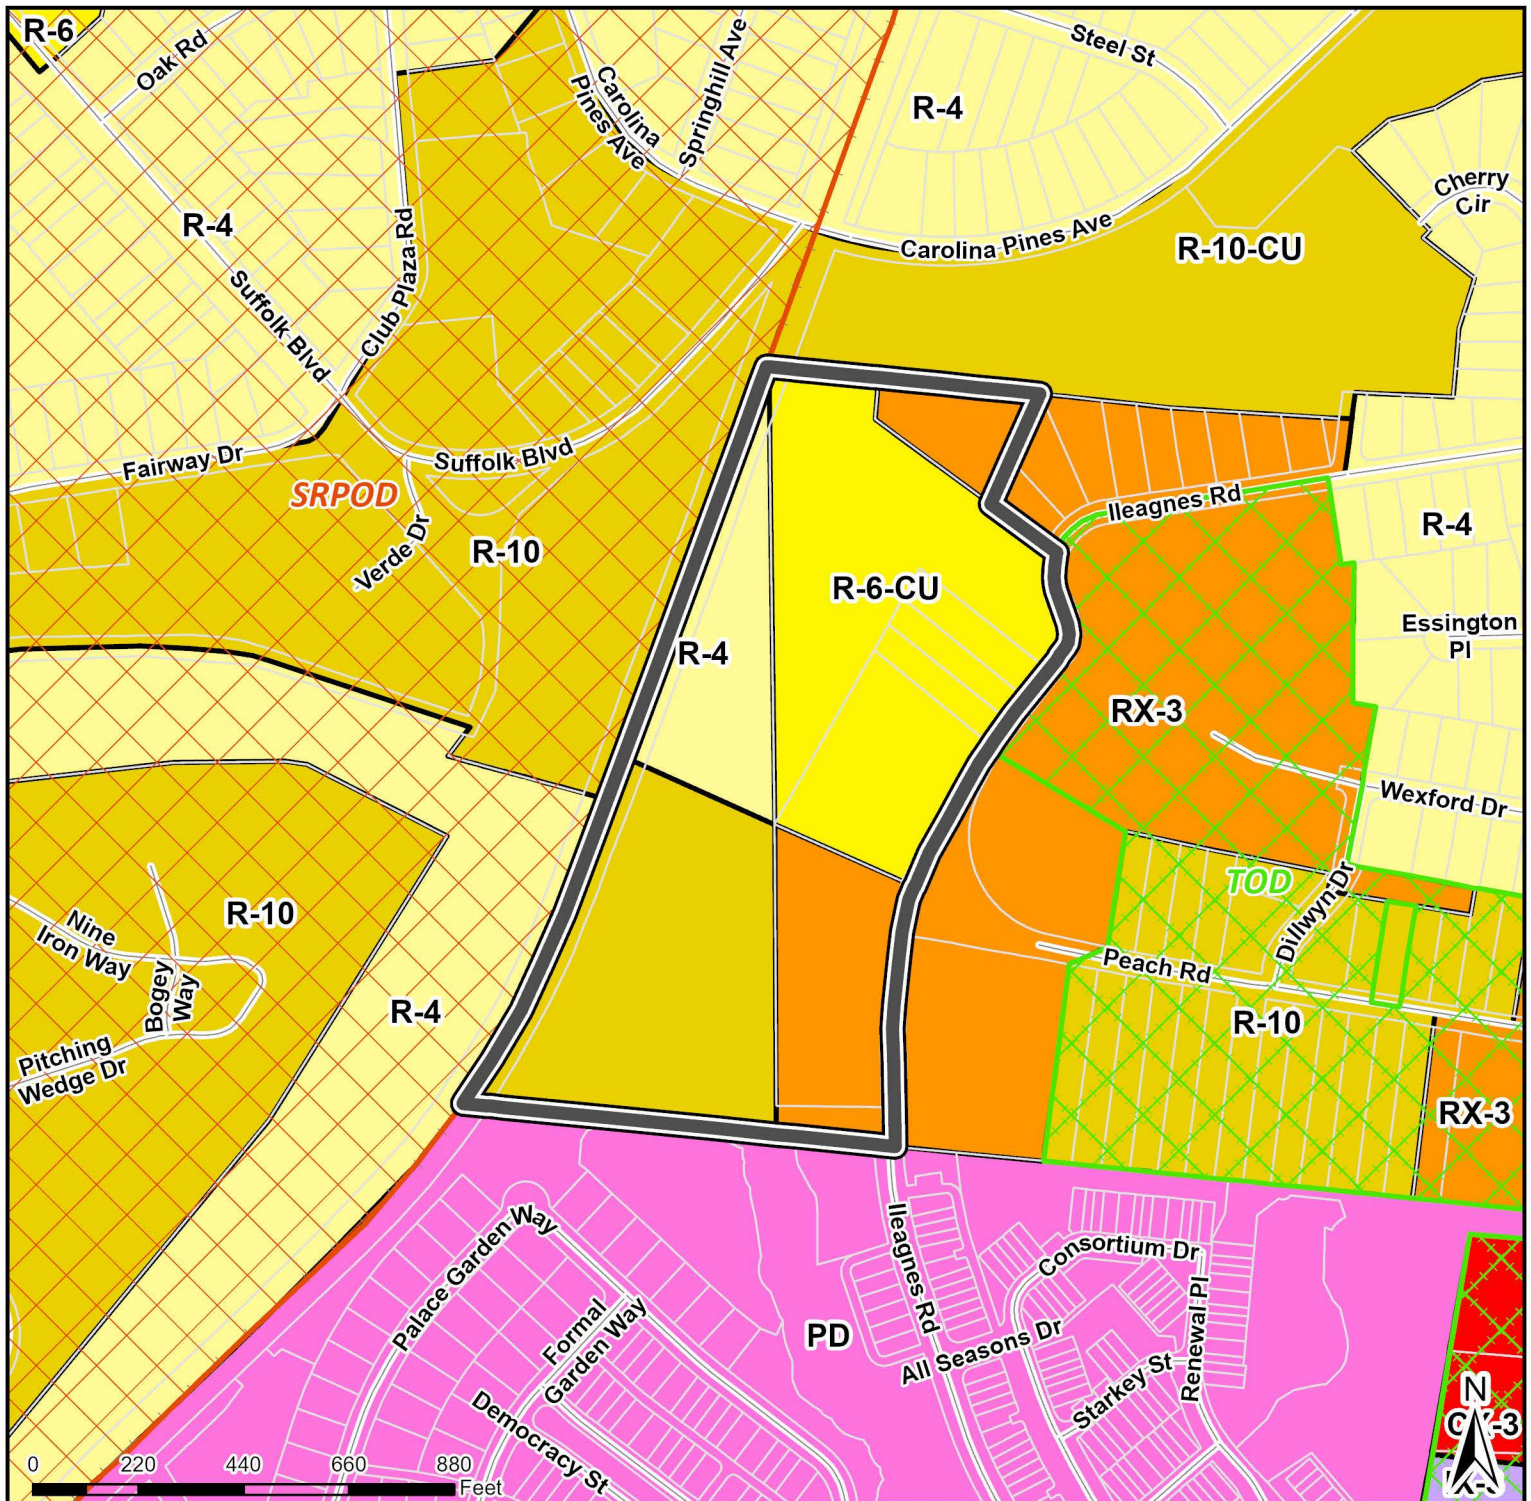 R-6
Oak Rd
Carolina
Pines Ave
Springhill Ave
Steel St
R-4
Cherry
Cir
R-4
Club Plaza Rd
Suffolk Blvd
Carolina Pines Ave
R-10-CU
Fairway Dr
Suffolk Blvd
SRPOD
Verde Dr
R-10
Ileagnes Rd
R-4
R-6-CU
Essington
Pl
R-4
RX-3
Wexford Dr
TOD
Dillwyn Dr
R-10
Nine
Iron Way
Bogey
Way
Peach Rd
R-4
R-10
Pitching
Wedge Dr
RX-3
Palace Garden Way
Ileagnes Rd
Consortium Dr
Renewal Pl
Formal
Garden Way
PD
All Seasons Dr
Starkey St
Democracy St
N
CX-3
0 220 440 660 880
Feet